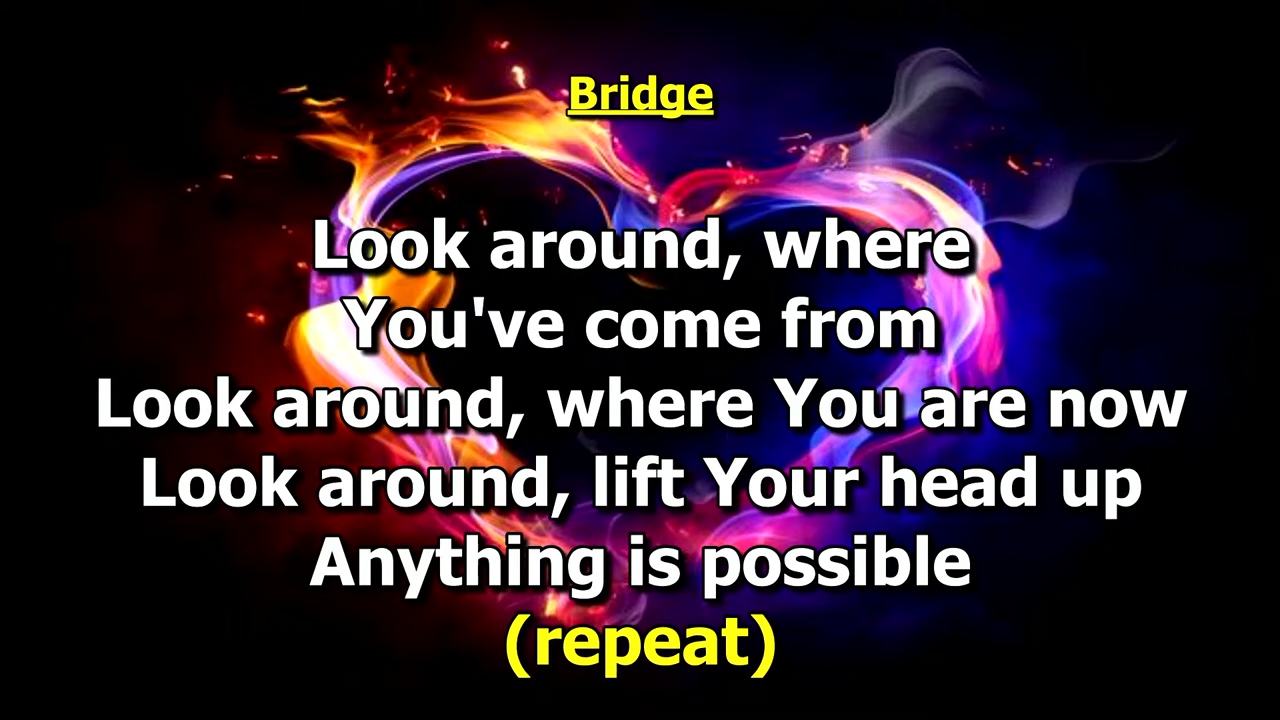 Bridge
Look around, where
You've come from
Look around, where You are now
Look around, lift Your head up
Anything is possible
(repeat)